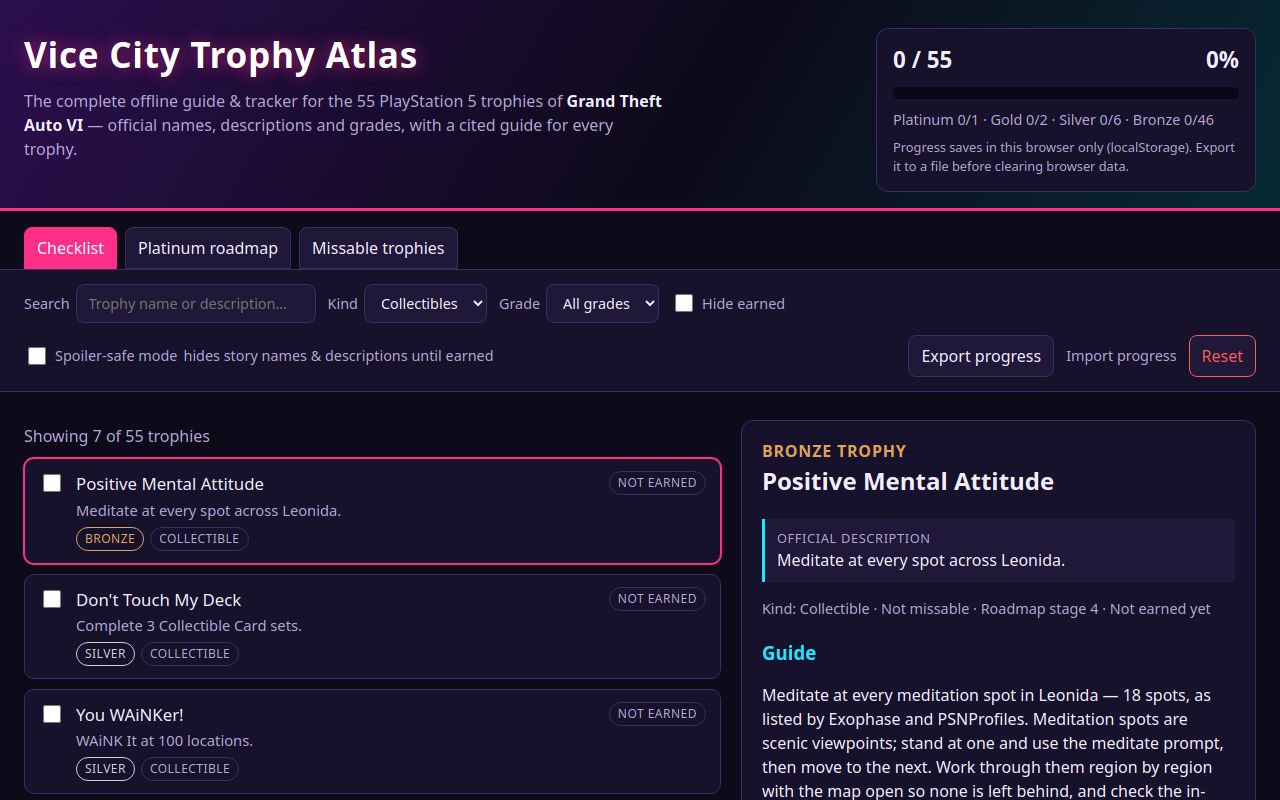 Vice City Trophy Atlas
The complete offline guide & tracker for the 55 PlayStation 5 trophies of Grand Theft
Auto VI — official names, descriptions and grades, with a cited guide for every
trophy.
0 / 55 0%
Platinum 0/1 · Gold 0/2 · Silver 0/6 · Bronze 0/46
Progress saves in this browser only (localStorage). Export
it to a file before clearing browser data.
Checklist Platinum roadmap Missable trophies
Search Trophy name or description... Kind Collectibles Grade All grades Hide earned
Spoiler-safe mode hides story names & descriptions until earned Export progress Import progress Reset
Showing 7 of 55 trophies
Positive Mental Attitude NOT EARNED
Meditate at every spot across Leonida.
BRONZE COLLECTIBLE
Don't Touch My Deck NOT EARNED
Complete 3 Collectible Card sets.
SILVER COLLECTIBLE
You WAiNKer! NOT EARNED
WAiNK It at 100 locations.
SILVER COLLECTIBLE
BRONZE TROPHY
Positive Mental Attitude
OFFICIAL DESCRIPTION
Meditate at every spot across Leonida.
Kind: Collectible · Not missable · Roadmap stage 4 · Not earned yet
Guide
Meditate at every meditation spot in Leonida — 18 spots, as
listed by Exophase and PSNProfiles. Meditation spots are
scenic viewpoints; stand at one and use the meditate prompt,
then move to the next. Work through them region by region
with the map open so none is left behind, and check the in-